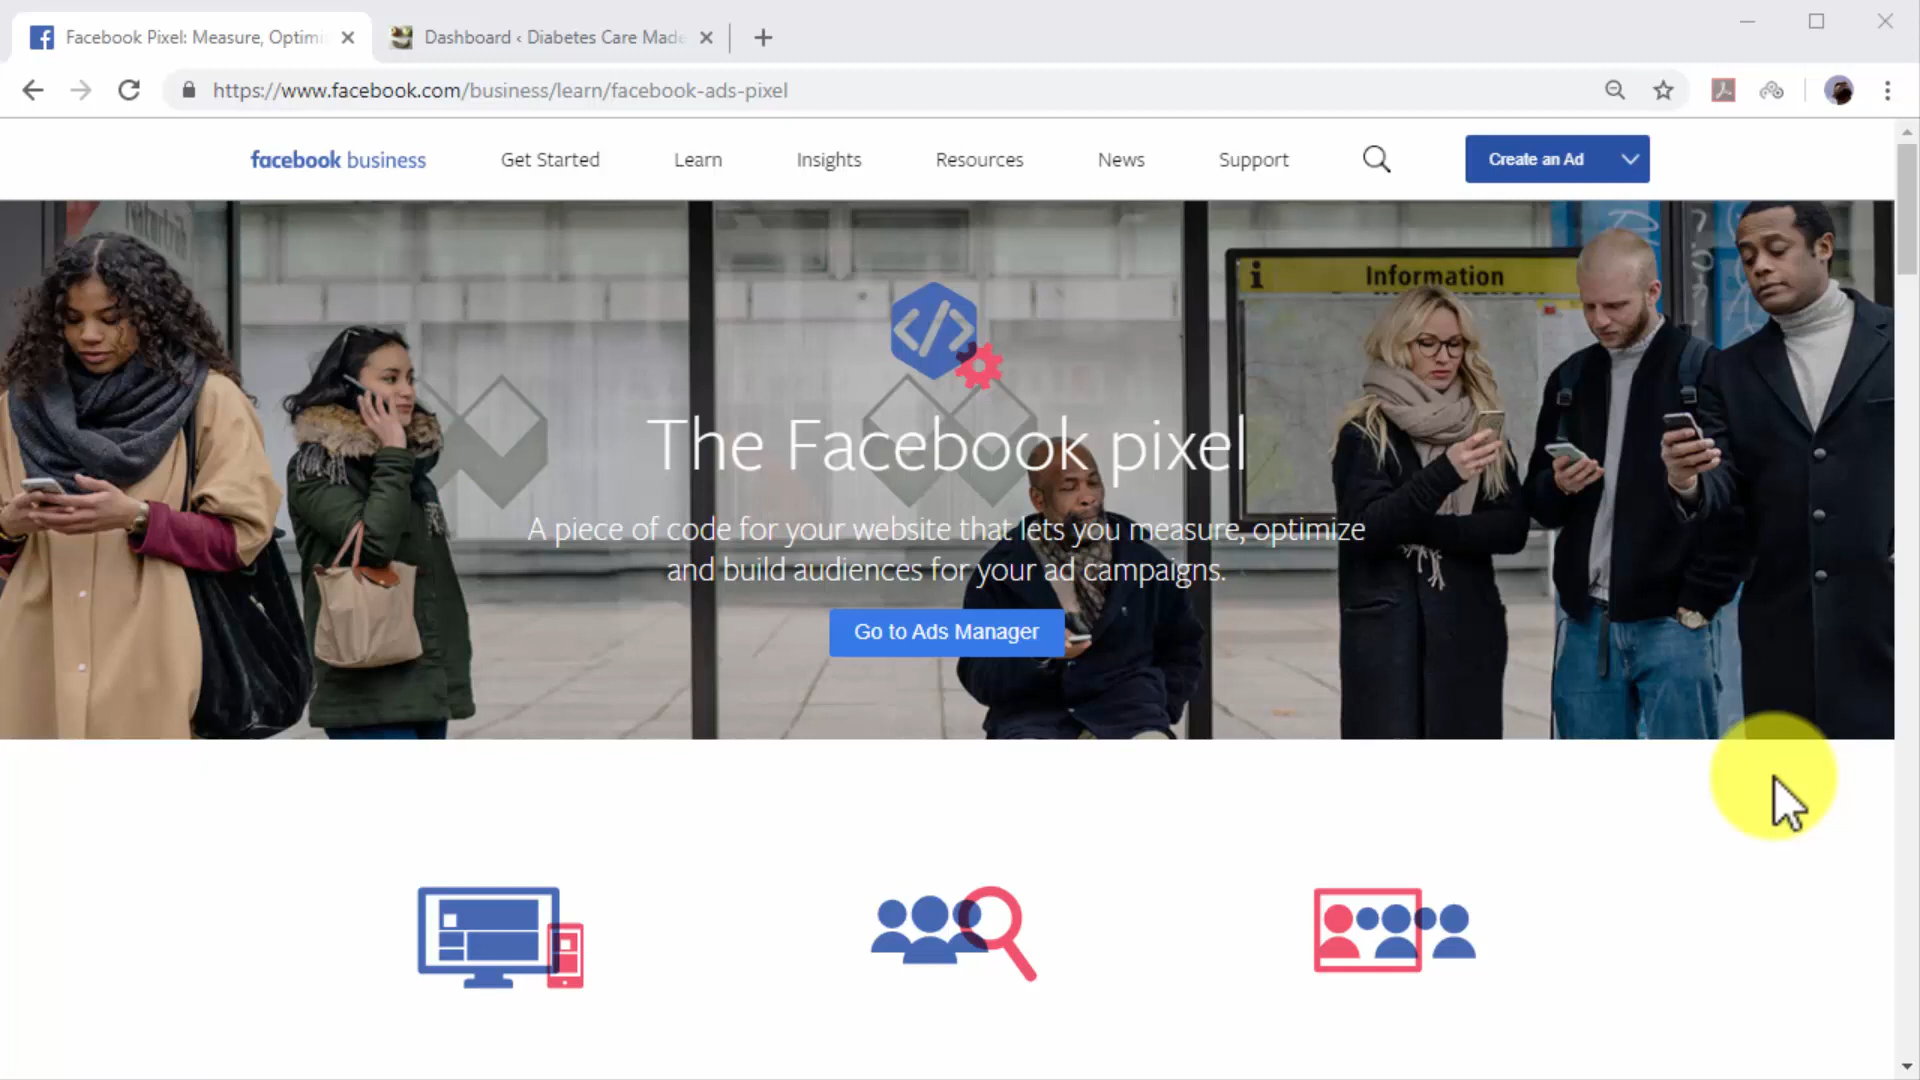 Facebook Pixel: Measure, Optimi
Dashboard ‹ Diabetes Care Made
https://www.facebook.com/business/learn/facebook-ads-pixel
facebook business
Get Started
Learn
Insights
Resources
News
Support
Create an Ad
i Information
The Facebook pixel
A piece of code for your website that lets you measure, optimize
and build audiences for your ad campaigns.
Go to Ads Manager